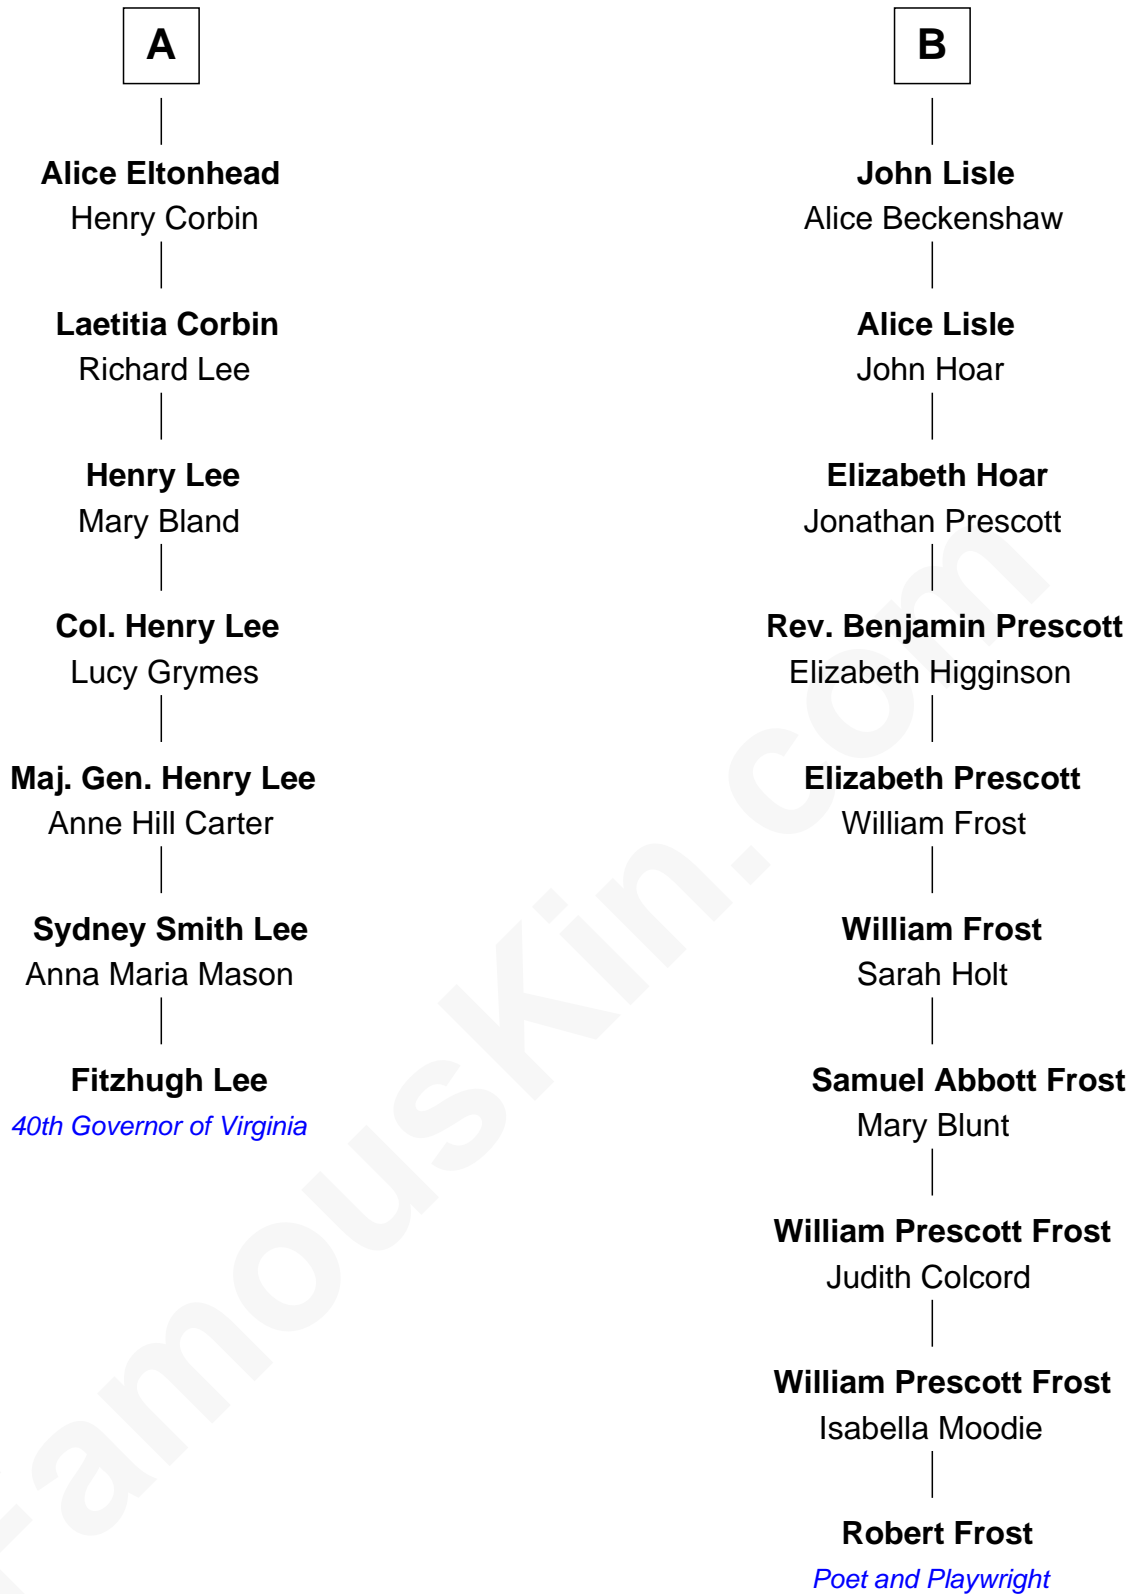 A
Alice Eltonhead
Henry Corbin
Laetitia Corbin
Richard Lee
Henry Lee
Mary Bland
Col. Henry Lee
Lucy Grymes
Maj. Gen. Henry Lee
Anne Hill Carter
Sydney Smith Lee
Anna Maria Mason
Fitzhugh Lee
40th Governor of Virginia
B
John Lisle
Alice Beckenshaw
Alice Lisle
John Hoar
Elizabeth Hoar
Jonathan Prescott
Rev. Benjamin Prescott
Elizabeth Higginson
Elizabeth Prescott
William Frost
William Frost
Sarah Holt
Samuel Abbott Frost
Mary Blunt
William Prescott Frost
Judith Colcord
William Prescott Frost
Isabella Moodie
Robert Frost
Poet and Playwright
FamousKin.com